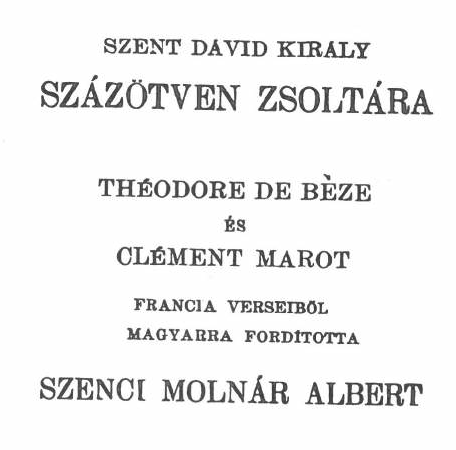 SZENT DÁVID KIRÁLY
SZÁZÖTVEN ZSOLTÁRA
THÉODORE DE BÈZE
ÉS
CLÉMENT MAROT
FRANCIA VERSEIBŐL
MAGYARRA FORDÍTOTTA
SZENCI MOLNÁR ALBERT